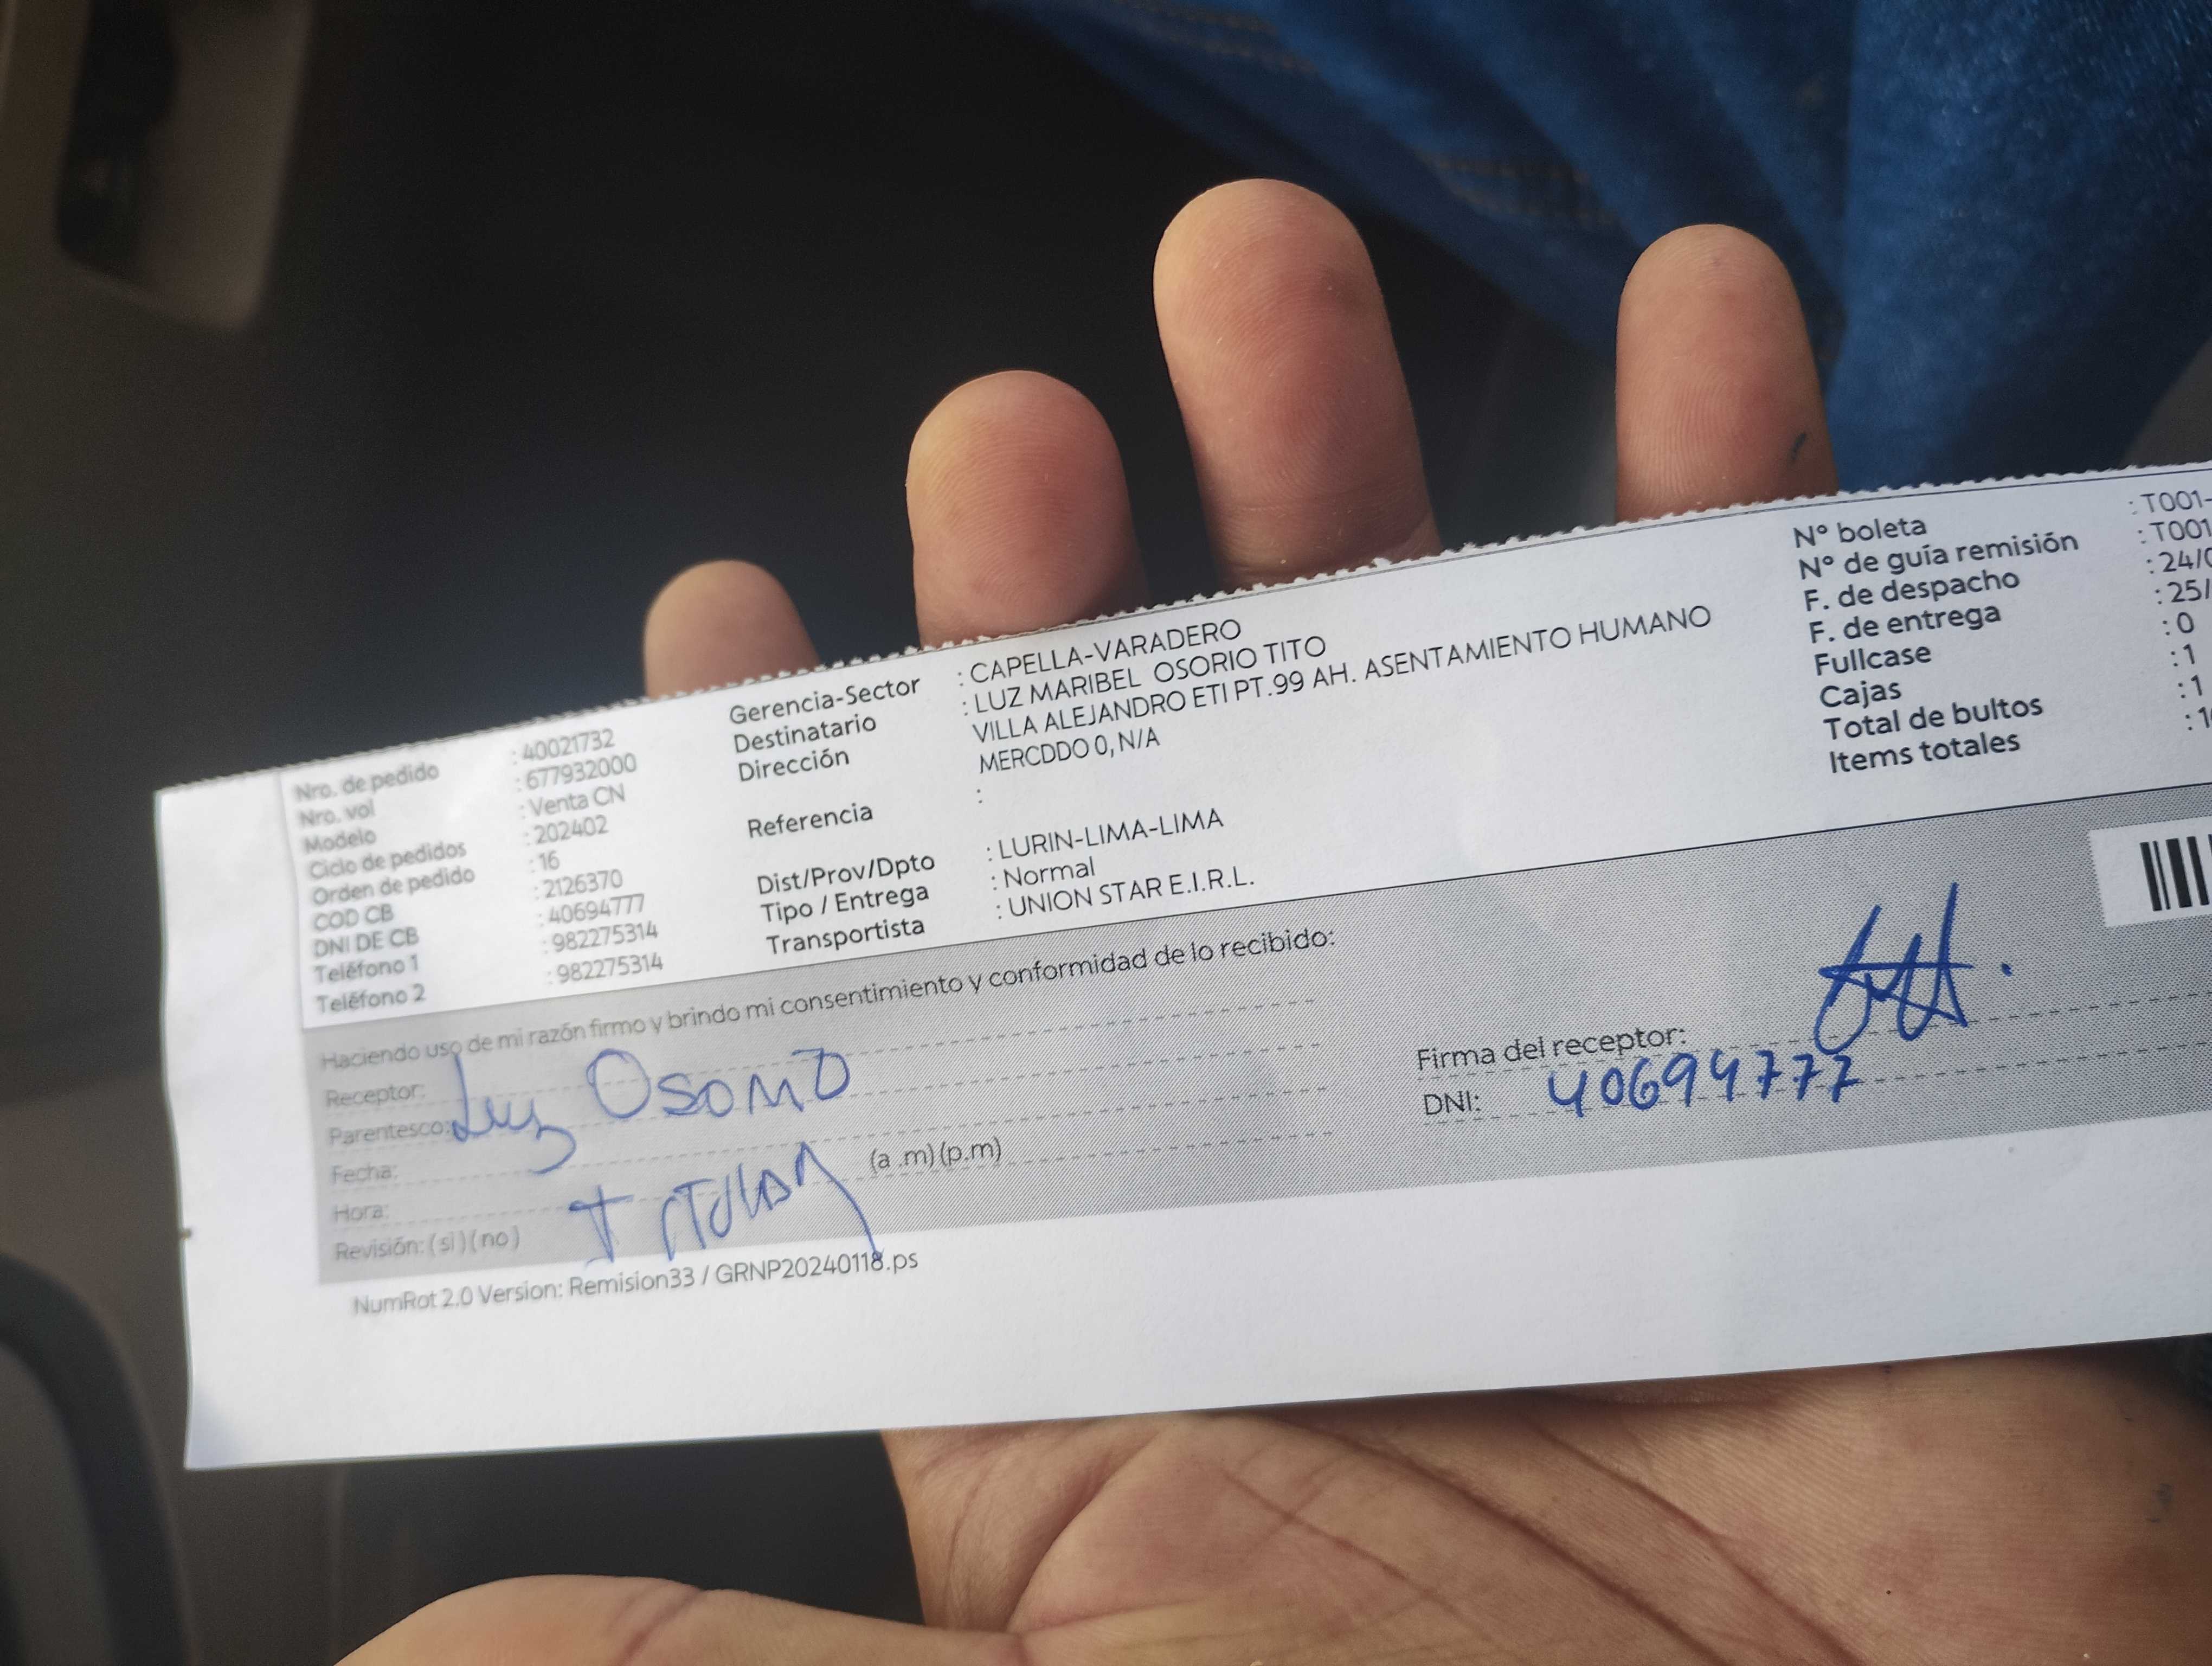 Nro. de pedido : 40021732
Nro. vol : 677932000
Modelo : Venta CN
Ciclo de pedidos : 202402
Orden de pedido : 16
COD CB : 2126370
DNI DE CB : 40694777
Teléfono 1 : 982275314
Teléfono 2 : 982275314
Gerencia-Sector : CAPELLA-VARADERO
Destinatario : LUZ MARIBEL OSORIO TITO
Dirección VILLA ALEJANDRO ETI PT.99 AH. ASENTAMIENTO HUMANO
MERCDDO 0, N/A
Referencia :
Dist/Prov/Dpto : LURIN-LIMA-LIMA
Tipo / Entrega : Normal
Transportista : UNION STAR E.I.R.L.
Nº boleta : T001-
Nº de guía remisión : T001
F. de despacho : 24/0
F. de entrega : 25/
Fullcase : 0
Cajas : 1
Total de bultos : 1
Items totales : 1
Haciendo uso de mi razón firmo y brindo mi consentimiento y conformidad de lo recibido:
Receptor: Luz Osorio
Parentesco:
Fecha:
Hora: (a .m) (p.m)
Revisión: (si) (no)
Firma del receptor:
DNI: 40694777
NumRot 2.0 Version: Remision33 / GRNP20240118.ps